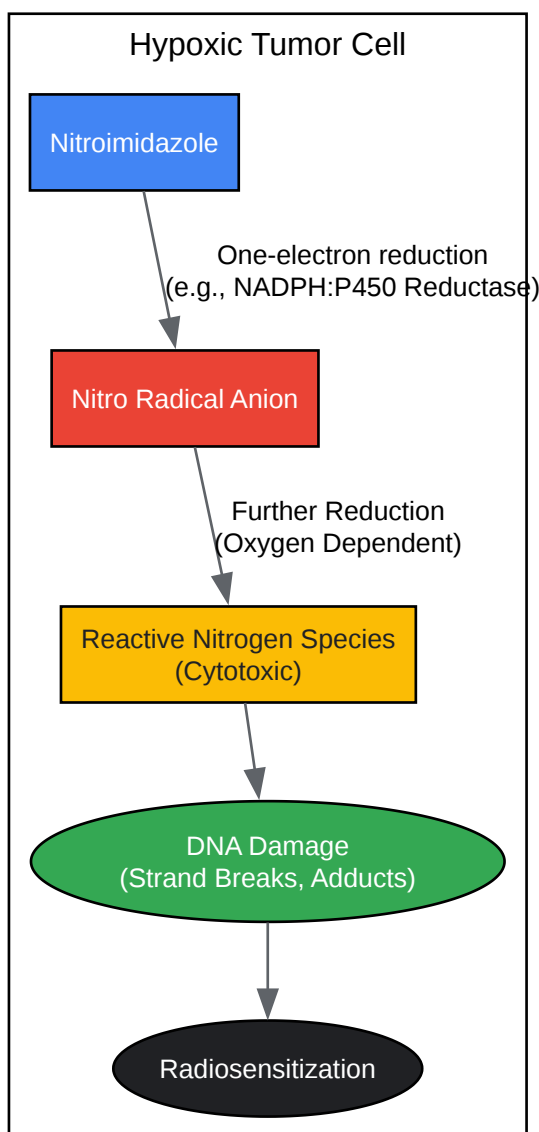 Hypoxic Tumor Cell
Nitroimidazole
One-electron reduction
(e.g., NADPH:P450 Reductase)
Nitro Radical Anion
Further Reduction
(Oxygen Dependent)
Reactive Nitrogen Species
(Cytotoxic)
DNA Damage
(Strand Breaks, Adducts)
Radiosensitization